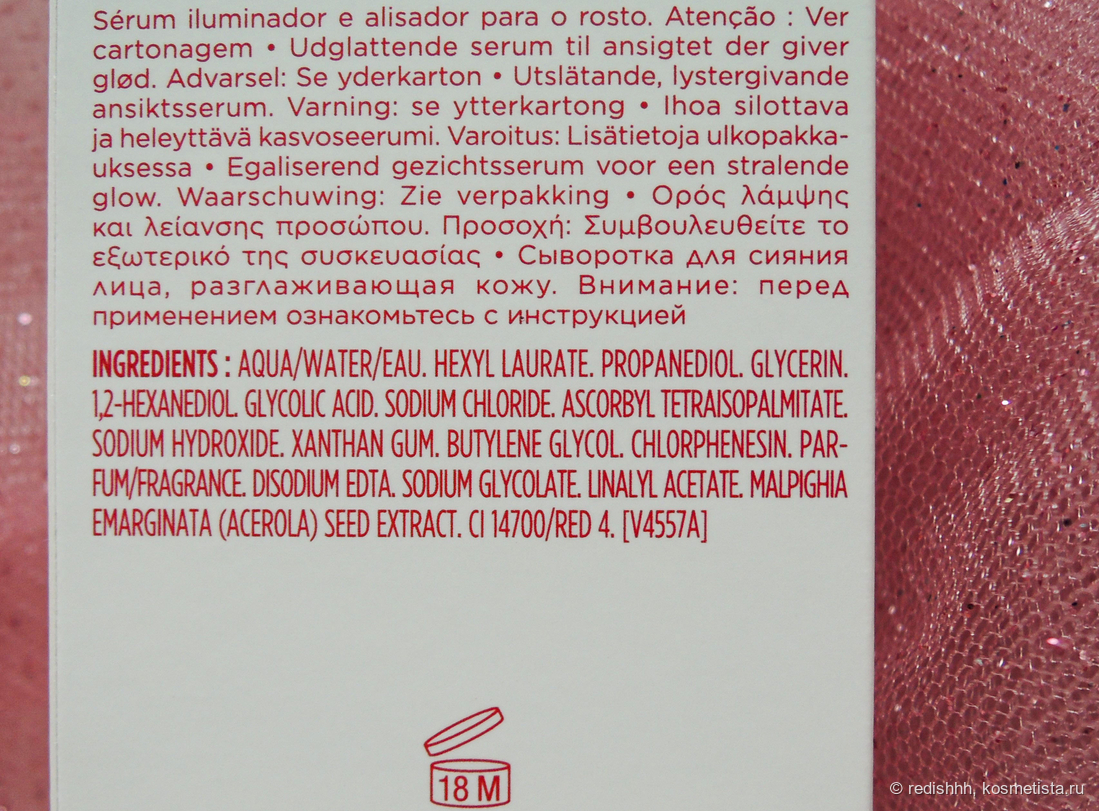 Sérum iluminador e alisador para o rosto. Atenção : Ver
cartonagem • Udglattende serum til ansigtet der giver
glød. Advarsel: Se yderkarton • Utslätande, lystergivande
ansiktsserum. Varning: se ytterkartong • Ihoa silottava
ja heleyttävä kasvoseerumi. Varoitus: Lisätietoja ulkopakka-
uksessa • Egaliserend gezichtsserum voor een stralende
glow. Waarschuwing: Zie verpakking • Ορός λάμψης
και λείανσης προσώπου. Προσοχή: Συμβουλευθείτε το
εξωτερικό της συσκευασίας • Сыворотка для сияния
лица, разглаживающая кожу. Внимание: перед
применением ознакомьтесь с инструкцией
INGREDIENTS : AQUA/WATER/EAU. HEXYL LAURATE. PROPANEDIOL. GLYCERIN.
1,2-HEXANEDIOL. GLYCOLIC ACID. SODIUM CHLORIDE. ASCORBYL TETRAISOPALMITATE.
SODIUM HYDROXIDE. XANTHAN GUM. BUTYLENE GLYCOL. CHLORPHENESIN. PAR-
FUM/FRAGRANCE. DISODIUM EDTA. SODIUM GLYCOLATE. LINALYL ACETATE. MALPIGHIA
EMARGINATA (ACEROLA) SEED EXTRACT. CI 14700/RED 4. [V4557A]
18 M
© redishhh, kosmetista.ru